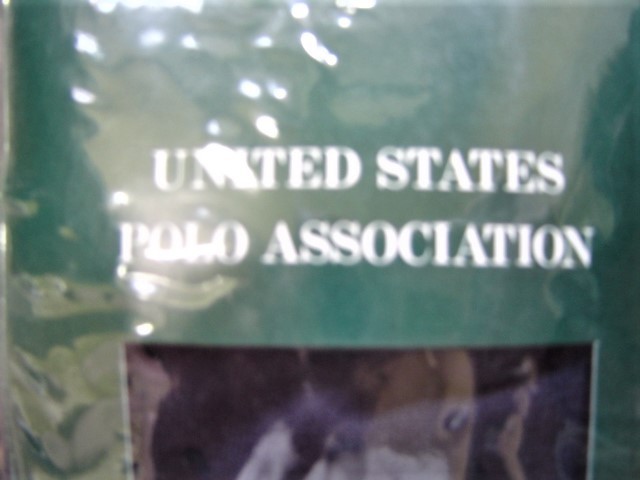 UNITED STATES
POLO ASSOCIATION